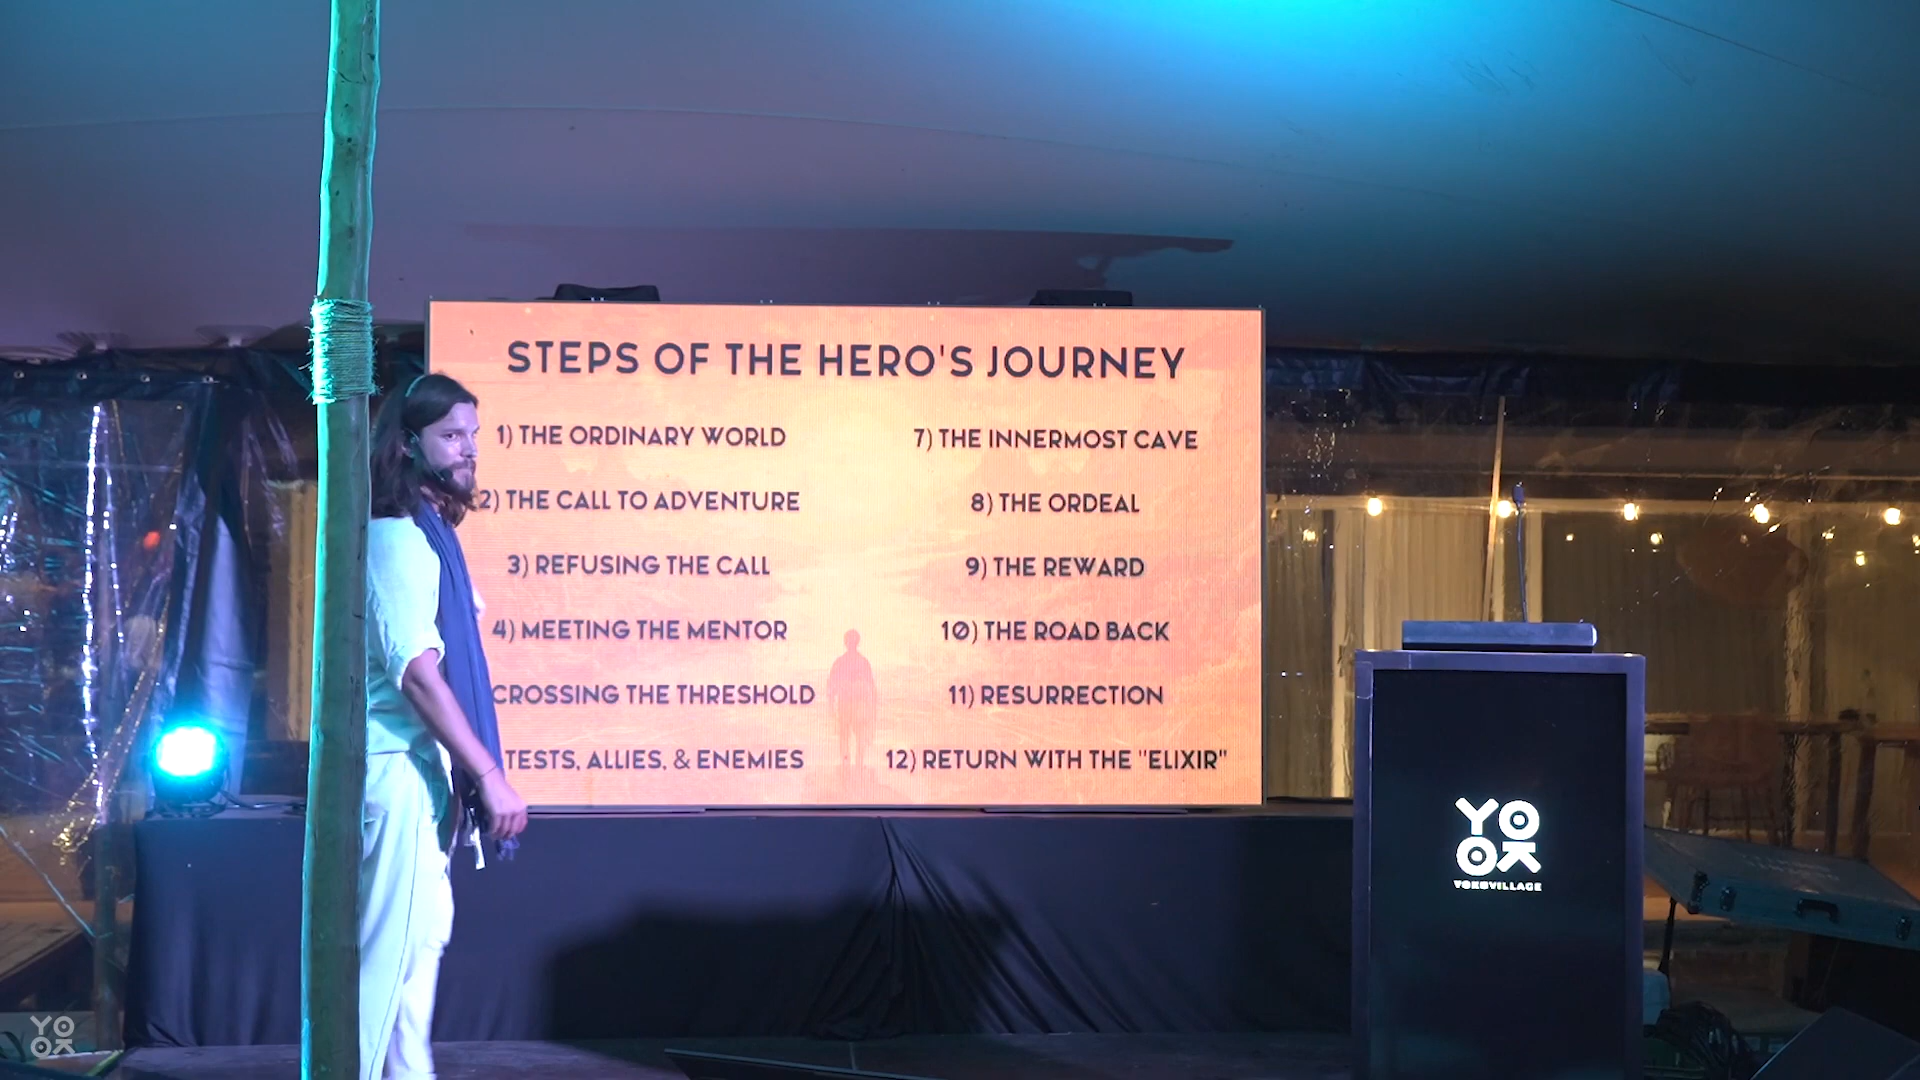 STEPS OF THE HERO'S JOURNEY
1) THE ORDINARY WORLD
2) THE CALL TO ADVENTURE
3) REFUSING THE CALL
4) MEETING THE MENTOR
CROSSING THE THRESHOLD
TESTS, ALLIES, & ENEMIES
7) THE INNERMOST CAVE
8) THE ORDEAL
9) THE REWARD
10) THE ROAD BACK
11) RESURRECTION
12) RETURN WITH THE "ELIXIR"
YO
OK
YOKOVILLAGE
YO
OK